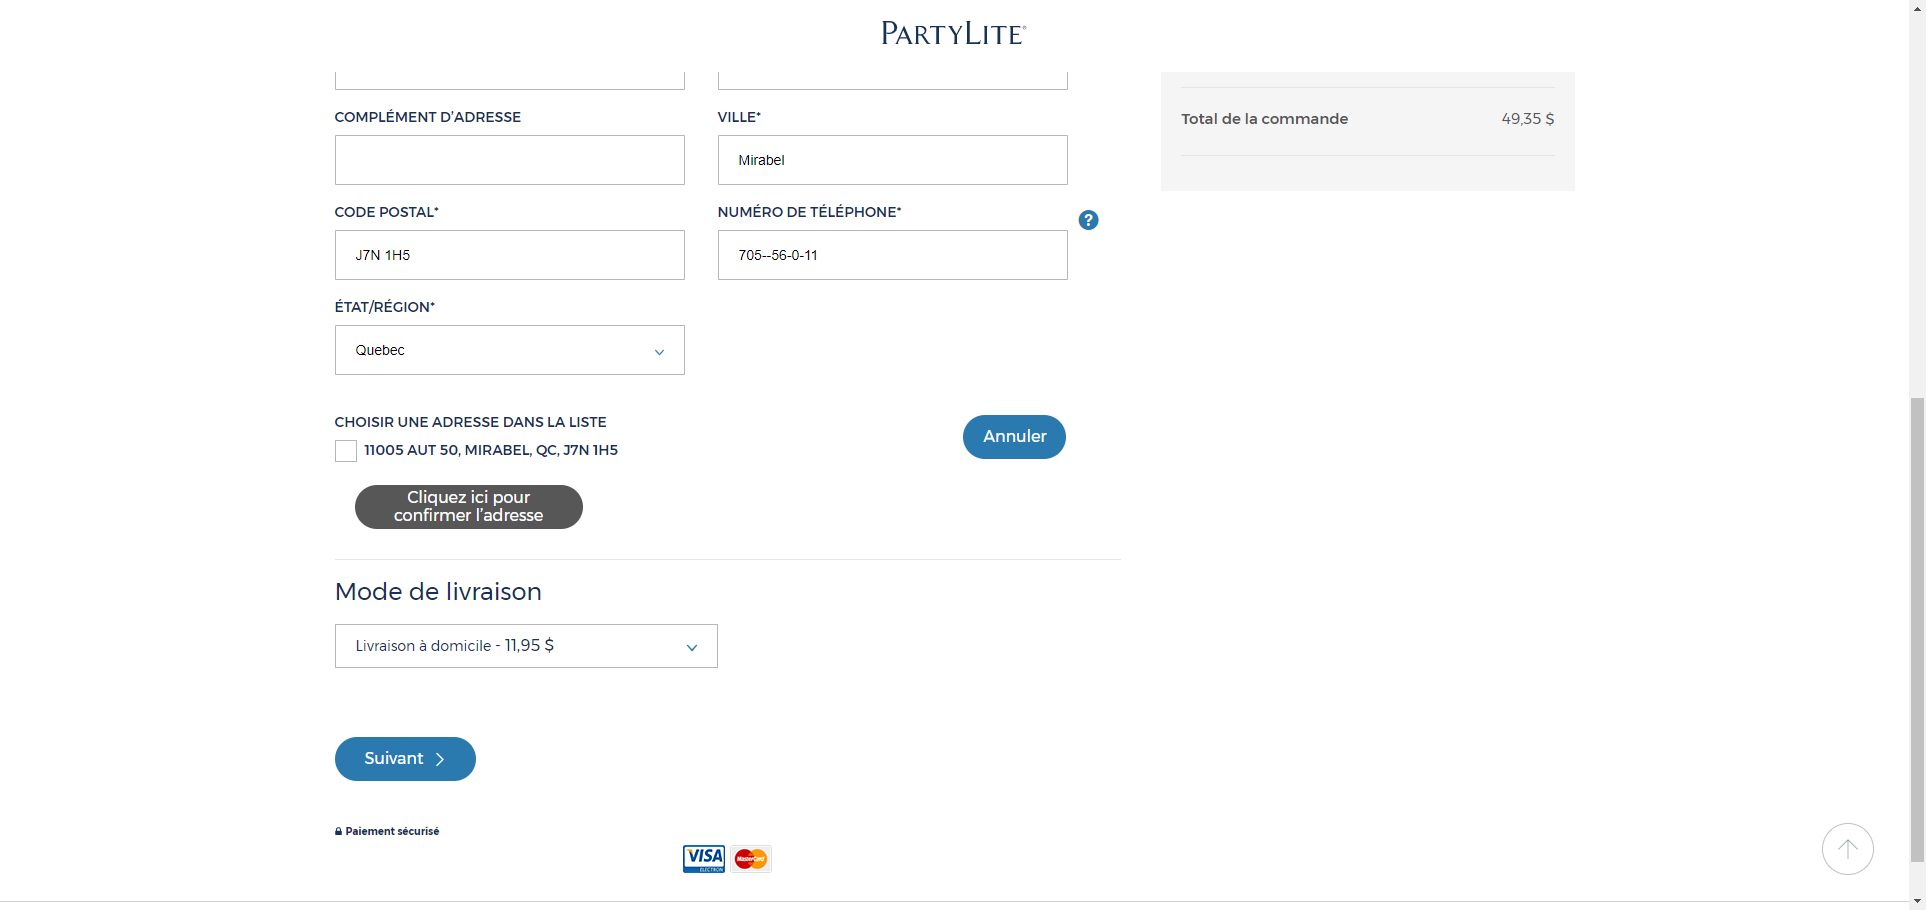 PARTYLITE®
COMPLÉMENT D'ADRESSE
VILLE*
Mirabel
Total de la commande 49,35 $
CODE POSTAL*
NUMÉRO DE TÉLÉPHONE*
?
J7N 1H5
705--56-0-11
ÉTAT/RÉGION*
Quebec
CHOISIR UNE ADRESSE DANS LA LISTE
11005 AUT 50, MIRABEL, QC, J7N 1H5
Annuler
Cliquez ici pour
confirmer l'adresse
Mode de livraison
Livraison à domicile - 11,95 $
Suivant
Paiement sécurisé
VISA
ELECTRON
MasterCard